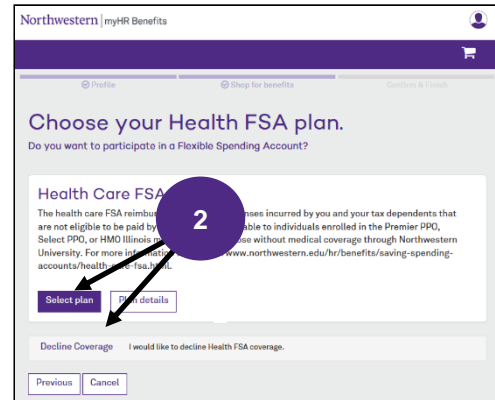 Northwestern | myHR Benefits
Profile
Shop for benefits
Confirm & Finish
Choose your Health FSA plan.
Do you want to participate in a Flexible Spending Account?
Health Care FSA
The health care FSA reimbur nses incurred by you and your tax dependents that
are not eligible to be paid by able to individuals enrolled in the Premier PPO,
Select PPO, or HMO Illinois m ose without medical coverage through Northwestern
University. For more information www.northwestern.edu/hr/benefits/saving-spending-
accounts/health-care-fsa.html.
2
Select plan
Plan details
Decline Coverage I would like to decline Health FSA coverage.
Previous
Cancel